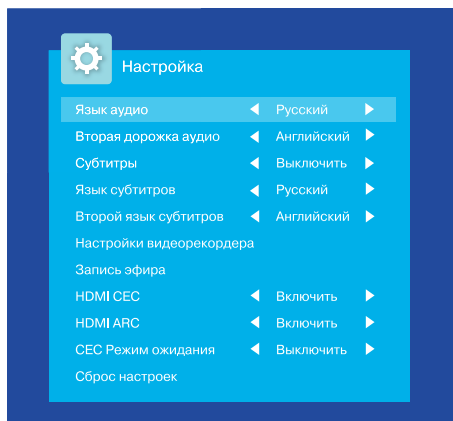 Настройка
Язык аудио Русский
Вторая дорожка аудио Английский
Субтитры Выключить
Язык субтитров Русский
Второй язык субтитров Английский
Настройки видеорекордера
Запись эфира
HDMI CEC Включить
HDMI ARC Включить
CEC Режим ожидания Выключить
Сброс настроек